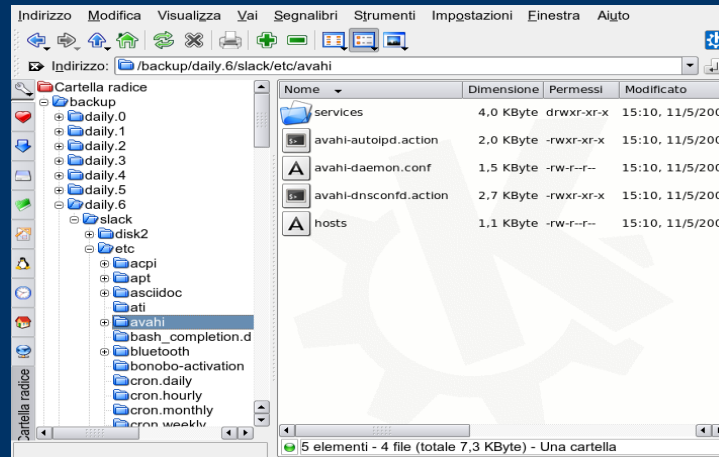 Indirizzo Modifica Visualizza Vai Segnalibri Strumenti Impostazioni Finestra Aiuto
Indirizzo: /backup/daily.6/slack/etc/avahi
Cartella radice
backup
daily.0
daily.1
daily.2
daily.3
daily.4
daily.5
daily.6
slack
disk2
etc
acpi
apt
asciidoc
ati
avahi
bash_completion.d
bluetooth
bonobo-activation
cron.daily
cron.hourly
cron.monthly
cron.weekly
Cartella radice
Nome Dimensione Permessi Modificato
services 4,0 KByte drwxr-xr-x 15:10, 11/5/200
avahi-autoipd.action 2,0 KByte -rwxr-xr-x 15:10, 11/5/200
avahi-daemon.conf 1,5 KByte -rw-r--r-- 15:10, 11/5/200
avahi-dnsconfd.action 2,7 KByte -rwxr-xr-x 15:10, 11/5/200
hosts 1,1 KByte -rw-r--r-- 15:10, 11/5/200
5 elementi - 4 file (totale 7,3 KByte) - Una cartella